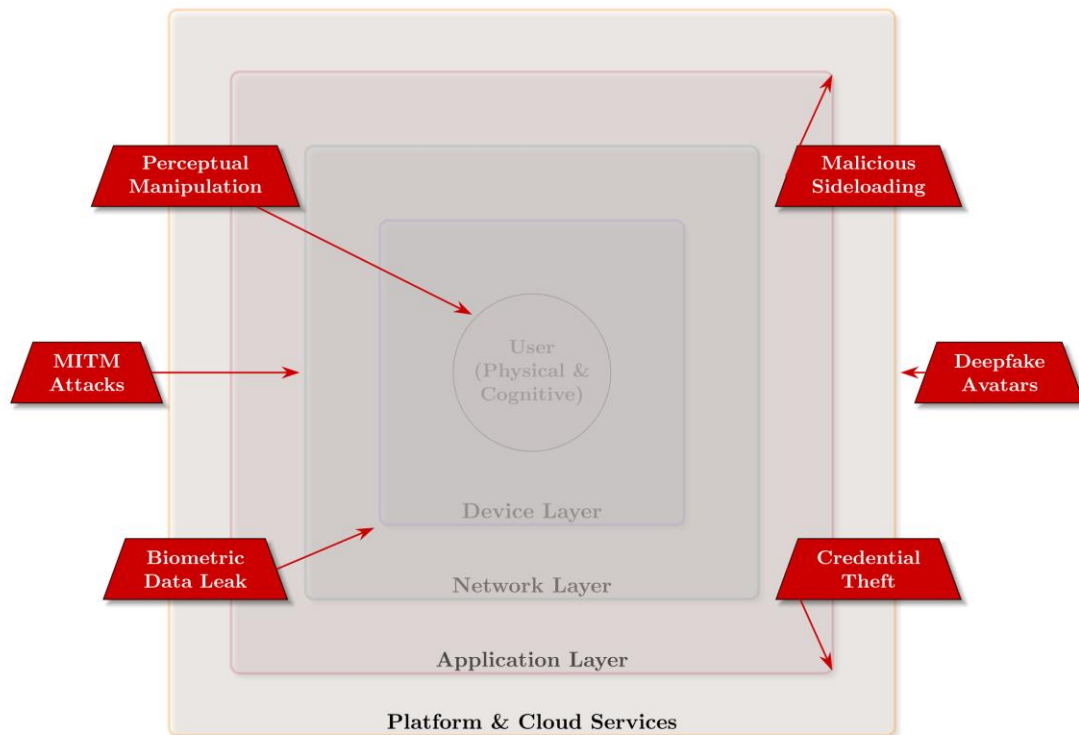 Perceptual
Manipulation
Malicious
Sideloading
User
(Physical &
Cognitive)
MITM
Attacks
Deepfake
Avatars
Device Layer
Biometric
Data Leak
Credential
Theft
Network Layer
Application Layer
Platform & Cloud Services